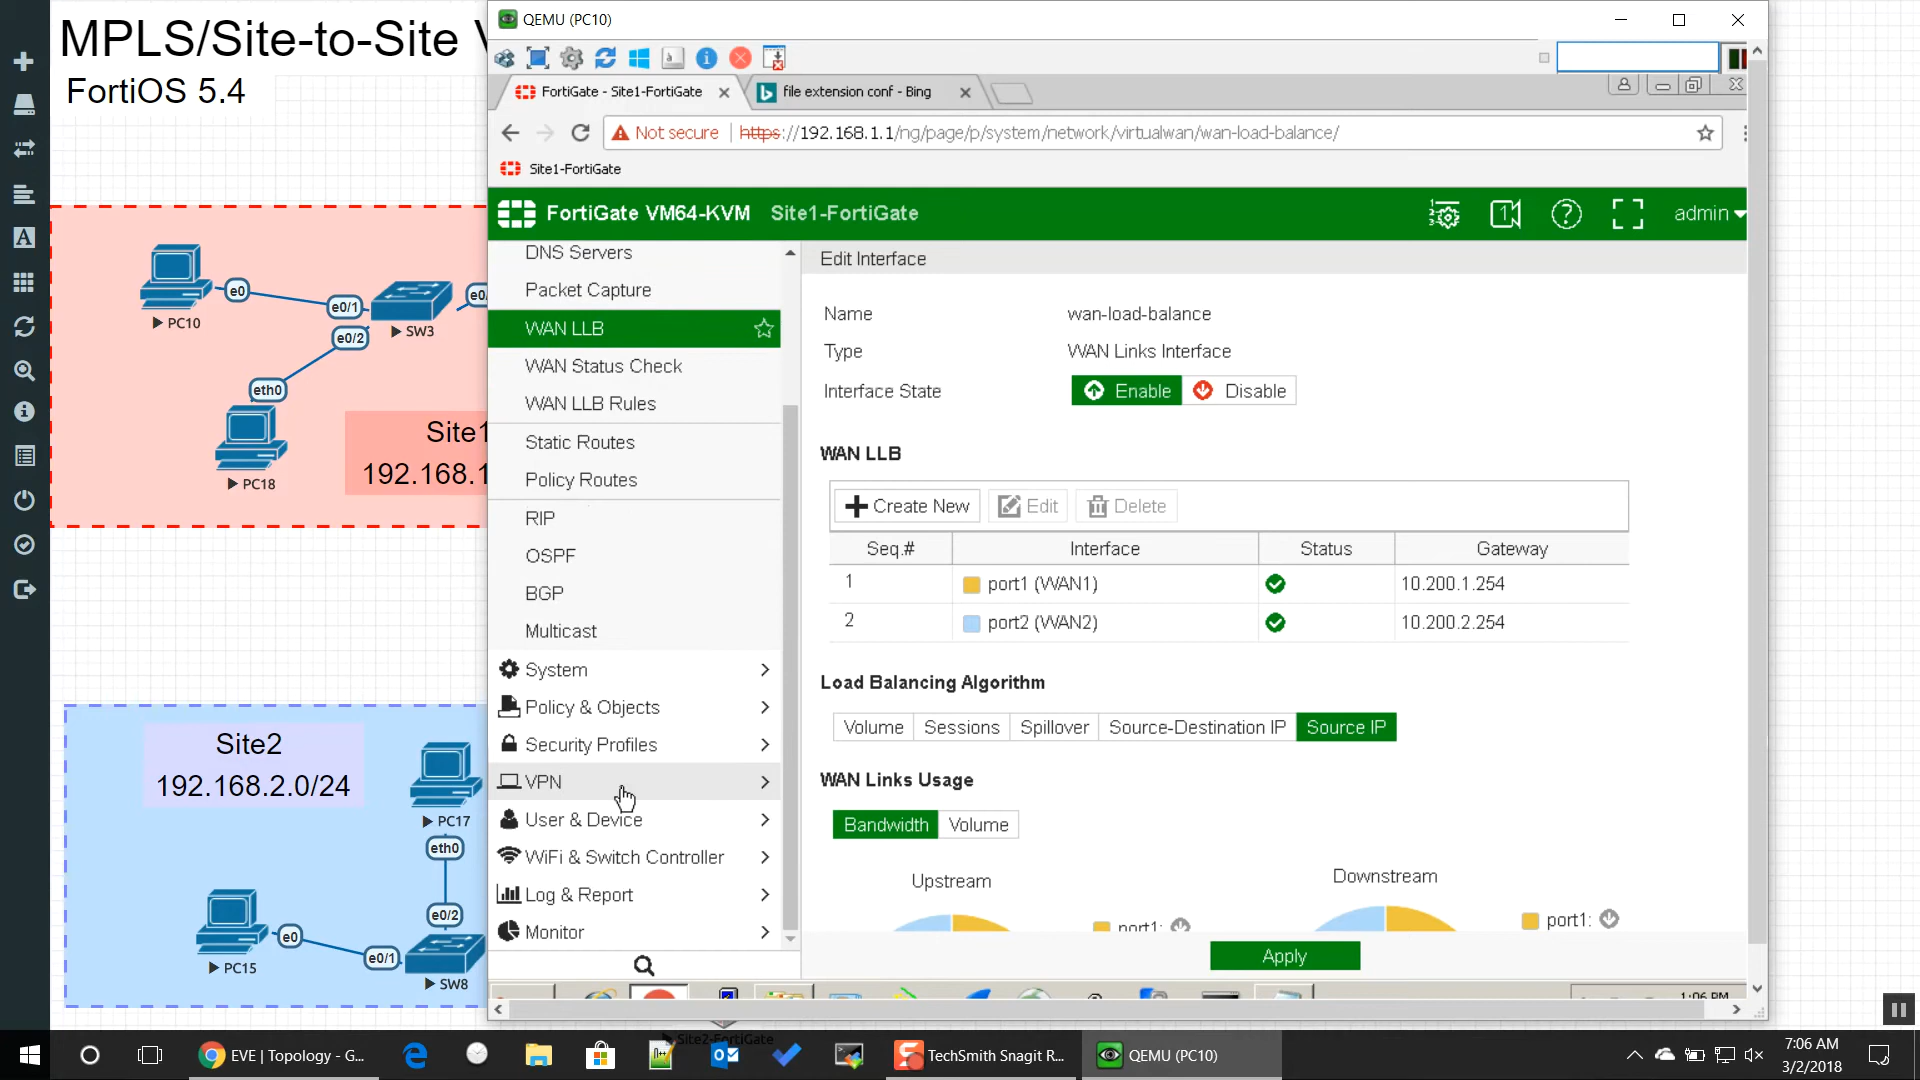 MPLS/Site-to-Site
FortiOS 5.4
PC10
e0
e0/1
SW3
e0/2
eth0
PC18
Site1
192.168.1
Site2
192.168.2.0/24
PC17
eth0
e0/2
PC15
e0
e0/1
SW8
Site2-FortiGate
QEMU (PC10)
FortiGate - Site1-FortiGate
file extension conf - Bing
Not secure
https://192.168.1.1/ng/page/p/system/network/virtualwan/wan-load-balance/
Site1-FortiGate
FortiGate VM64-KVM Site1-FortiGate
1
admin
DNS Servers
Packet Capture
WAN LLB
WAN Status Check
WAN LLB Rules
Static Routes
Policy Routes
RIP
OSPF
BGP
Multicast
System
Policy & Objects
Security Profiles
VPN
User & Device
WiFi & Switch Controller
Log & Report
Monitor
Edit Interface
Name wan-load-balance
Type WAN Links Interface
Interface State Enable Disable
WAN LLB
Create New Edit Delete
Seq.# Interface Status Gateway
1 port1 (WAN1) 10.200.1.254
2 port2 (WAN2) 10.200.2.254
Load Balancing Algorithm
Volume Sessions Spillover Source-Destination IP Source IP
WAN Links Usage
Bandwidth Volume
Upstream
port1:
Downstream
port1:
Apply
1:06 PM
EVE | Topology - G...
TechSmith Snagit R...
QEMU (PC10)
7:06 AM
3/2/2018